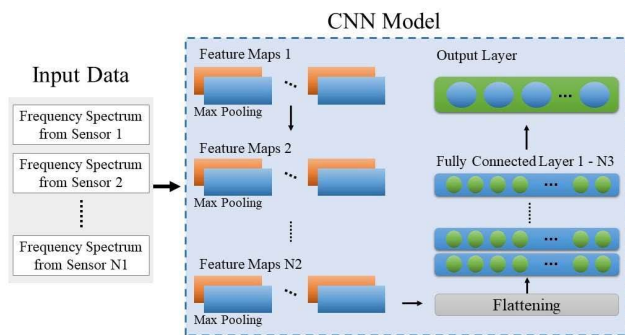 CNN Model
Input Data
Frequency Spectrum
from Sensor 1
Frequency Spectrum
from Sensor 2
Frequency Spectrum
from Sensor N1
Feature Maps 1
Max Pooling
Feature Maps 2
Max Pooling
Feature Maps N2
Max Pooling
Output Layer
Fully Connected Layer 1 - N3
Flattening